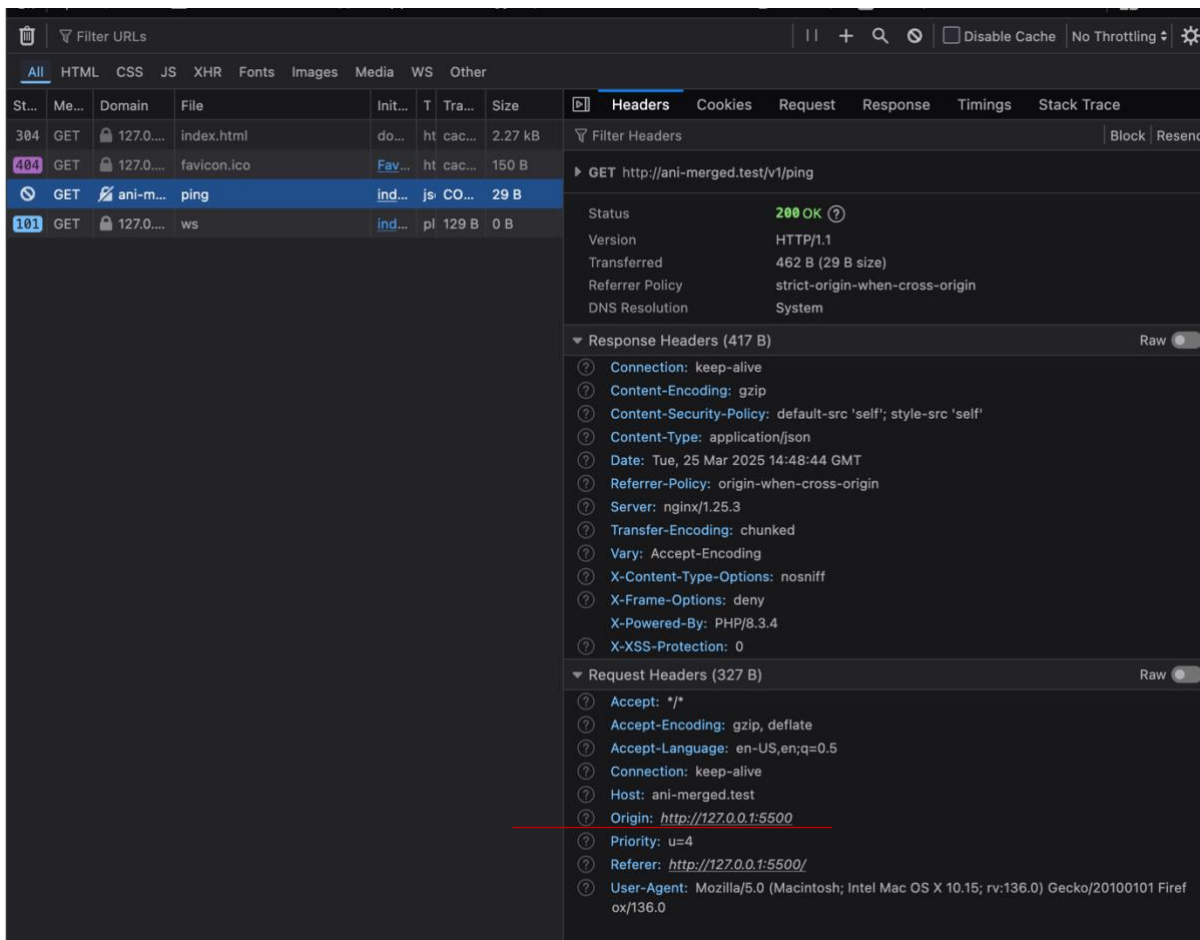 Filter URLs
Disable Cache
No Throttling
All HTML CSS JS XHR Fonts Images Media WS Other
St... Me... Domain File Init... T Tra... Size
304 GET 127.0.... index.html do... ht cac... 2.27 kB
404 GET 127.0.... favicon.ico Fav... ht cac... 150 B
GET ani-m... ping ind... js CO... 29 B
101 GET 127.0.... ws ind... pl 129 B 0 B
Headers Cookies Request Response Timings Stack Trace
Filter Headers
Block Resend
GET http://ani-merged.test/v1/ping
Status 200 OK
Version HTTP/1.1
Transferred 462 B (29 B size)
Referrer Policy strict-origin-when-cross-origin
DNS Resolution System
Response Headers (417 B) Raw
Connection: keep-alive
Content-Encoding: gzip
Content-Security-Policy: default-src 'self'; style-src 'self'
Content-Type: application/json
Date: Tue, 25 Mar 2025 14:48:44 GMT
Referrer-Policy: origin-when-cross-origin
Server: nginx/1.25.3
Transfer-Encoding: chunked
Vary: Accept-Encoding
X-Content-Type-Options: nosniff
X-Frame-Options: deny
X-Powered-By: PHP/8.3.4
X-XSS-Protection: 0
Request Headers (327 B) Raw
Accept: */*
Accept-Encoding: gzip, deflate
Accept-Language: en-US,en;q=0.5
Connection: keep-alive
Host: ani-merged.test
Origin: http://127.0.0.1:5500
Priority: u=4
Referer: http://127.0.0.1:5500/
User-Agent: Mozilla/5.0 (Macintosh; Intel Mac OS X 10.15; rv:136.0) Gecko/20100101 Firef
ox/136.0